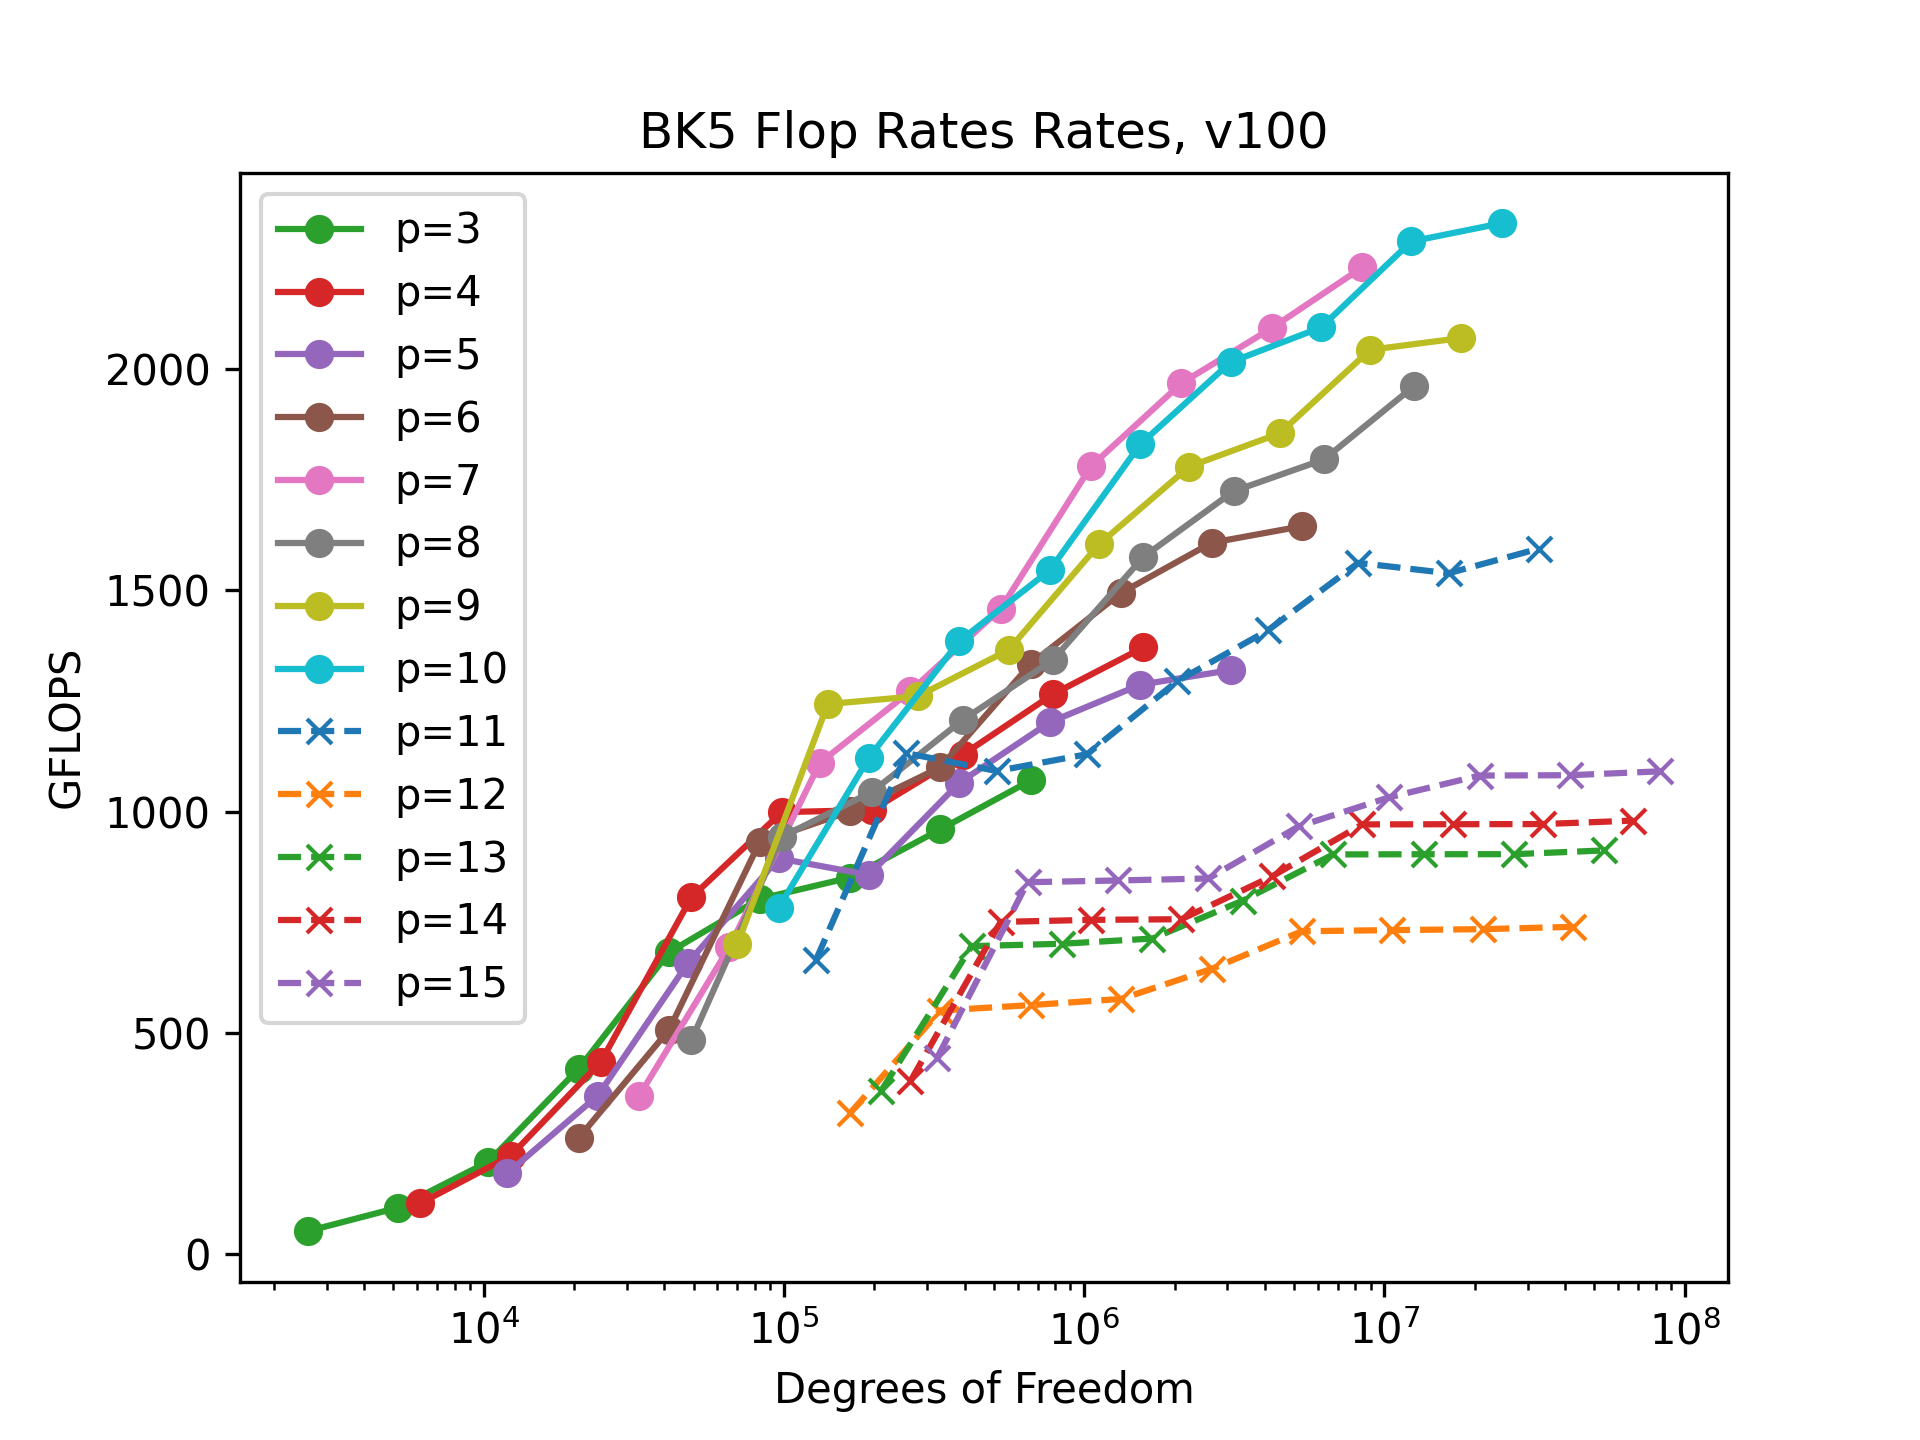 BK5 Flop Rates Rates, v100
p=3
p=4
p=5
p=6
p=7
p=8
p=9
p=10
p=11
p=12
p=13
p=14
p=15
GFLOPS
2000
1500
1000
500
0
10⁴ 10⁵ 10⁶ 10⁷ 10⁸
Degrees of Freedom